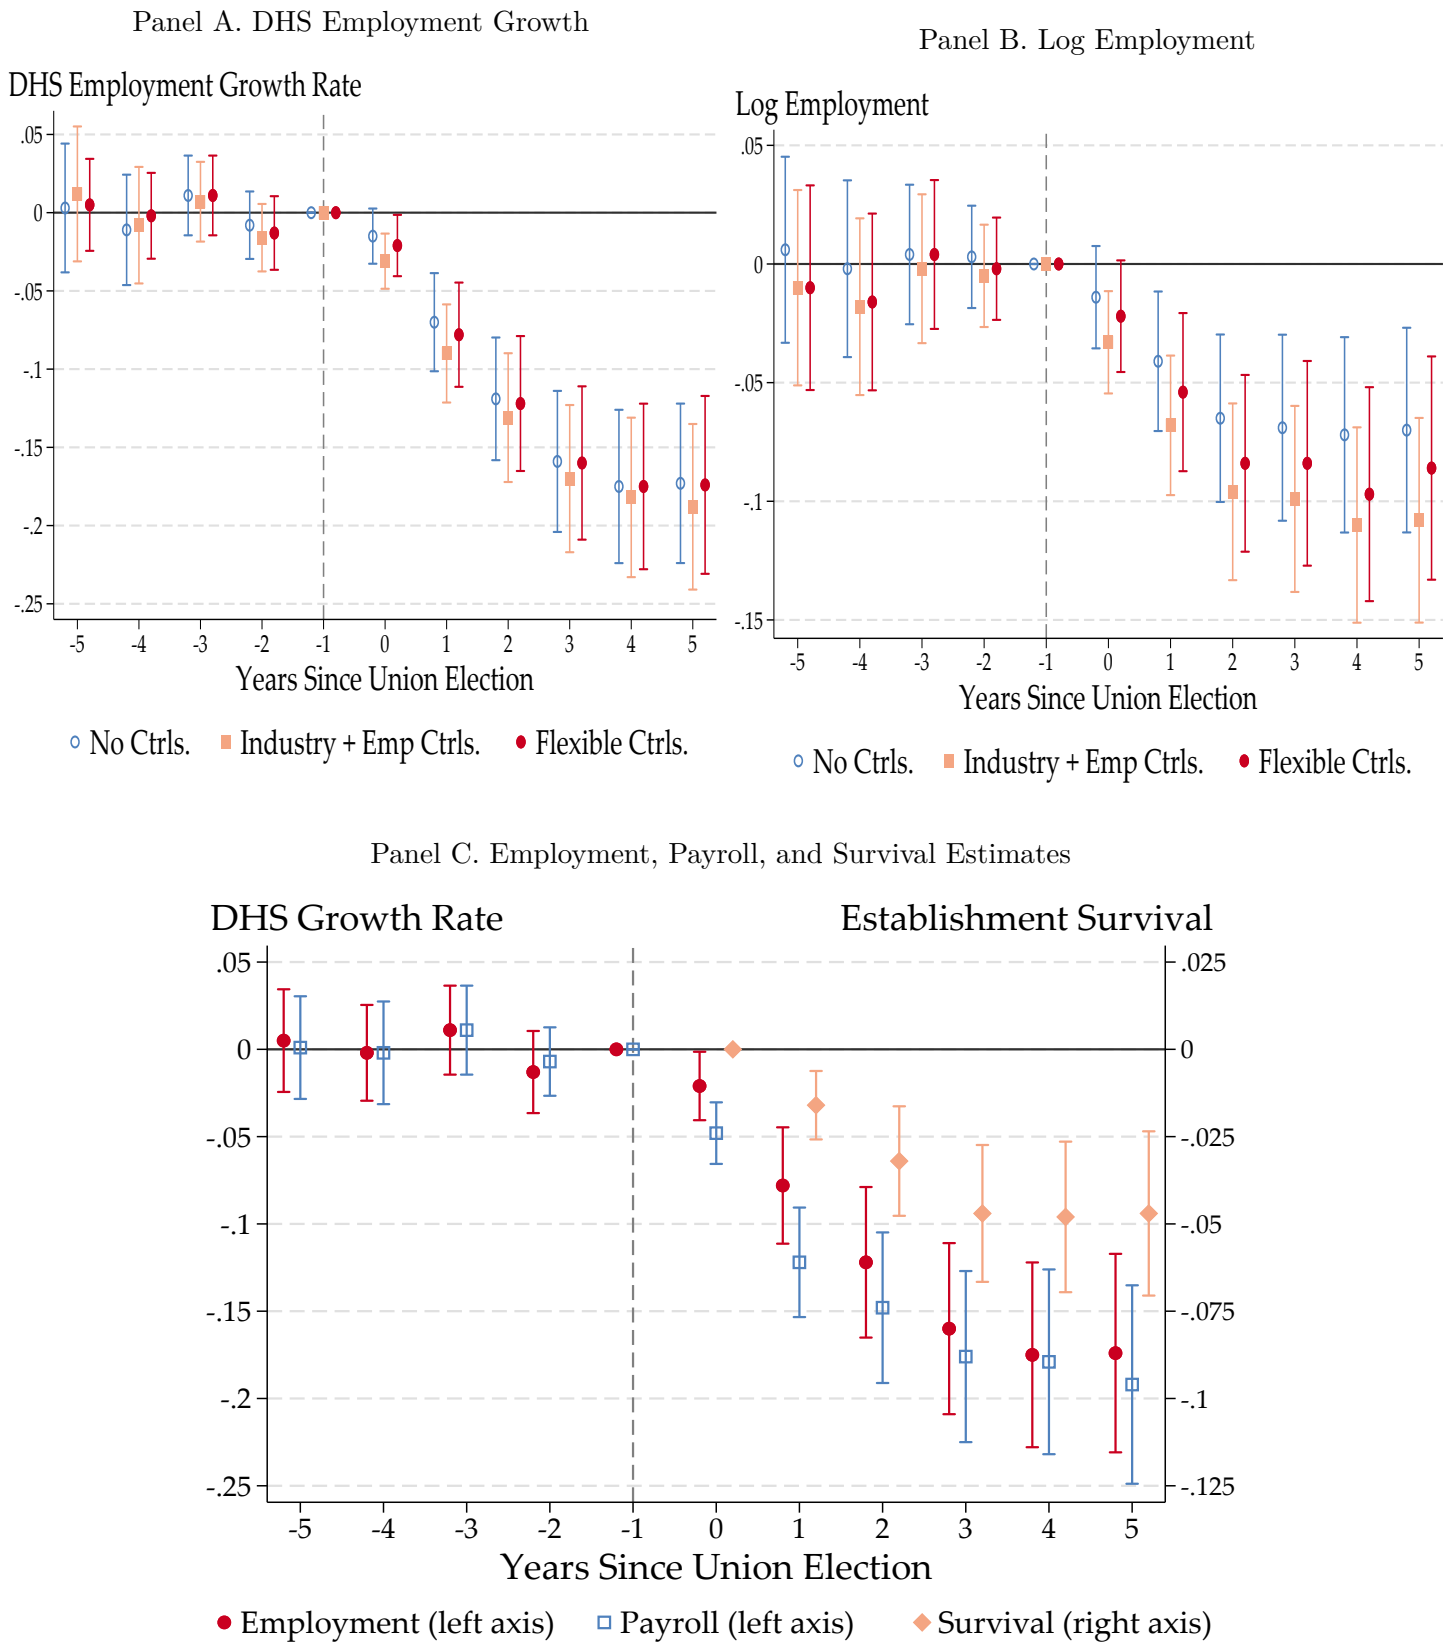 Panel A. DHS Employment Growth
DHS Employment Growth Rate
.05
0
-.05
-.1
-.15
-.2
-.25
-5 -4 -3 -2 -1 0 1 2 3 4 5
Years Since Union Election
No Ctrls. Industry + Emp Ctrls. Flexible Ctrls.
Panel B. Log Employment
Log Employment
.05
0
-.05
-.1
-.15
-5 -4 -3 -2 -1 0 1 2 3 4 5
Years Since Union Election
No Ctrls. Industry + Emp Ctrls. Flexible Ctrls.
Panel C. Employment, Payroll, and Survival Estimates
DHS Growth Rate Establishment Survival
.05 .025
0 0
-.05 -.025
-.1 -.05
-.15 -.075
-.2 -.1
-.25 -.125
-5 -4 -3 -2 -1 0 1 2 3 4 5
Years Since Union Election
Employment (left axis) Payroll (left axis) Survival (right axis)